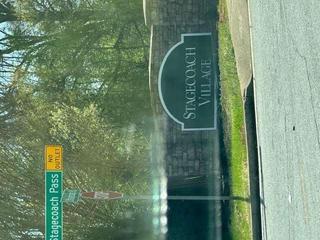 STAGECOACH
VILLAGE
NO
OUTLET
Stagecoach Pass